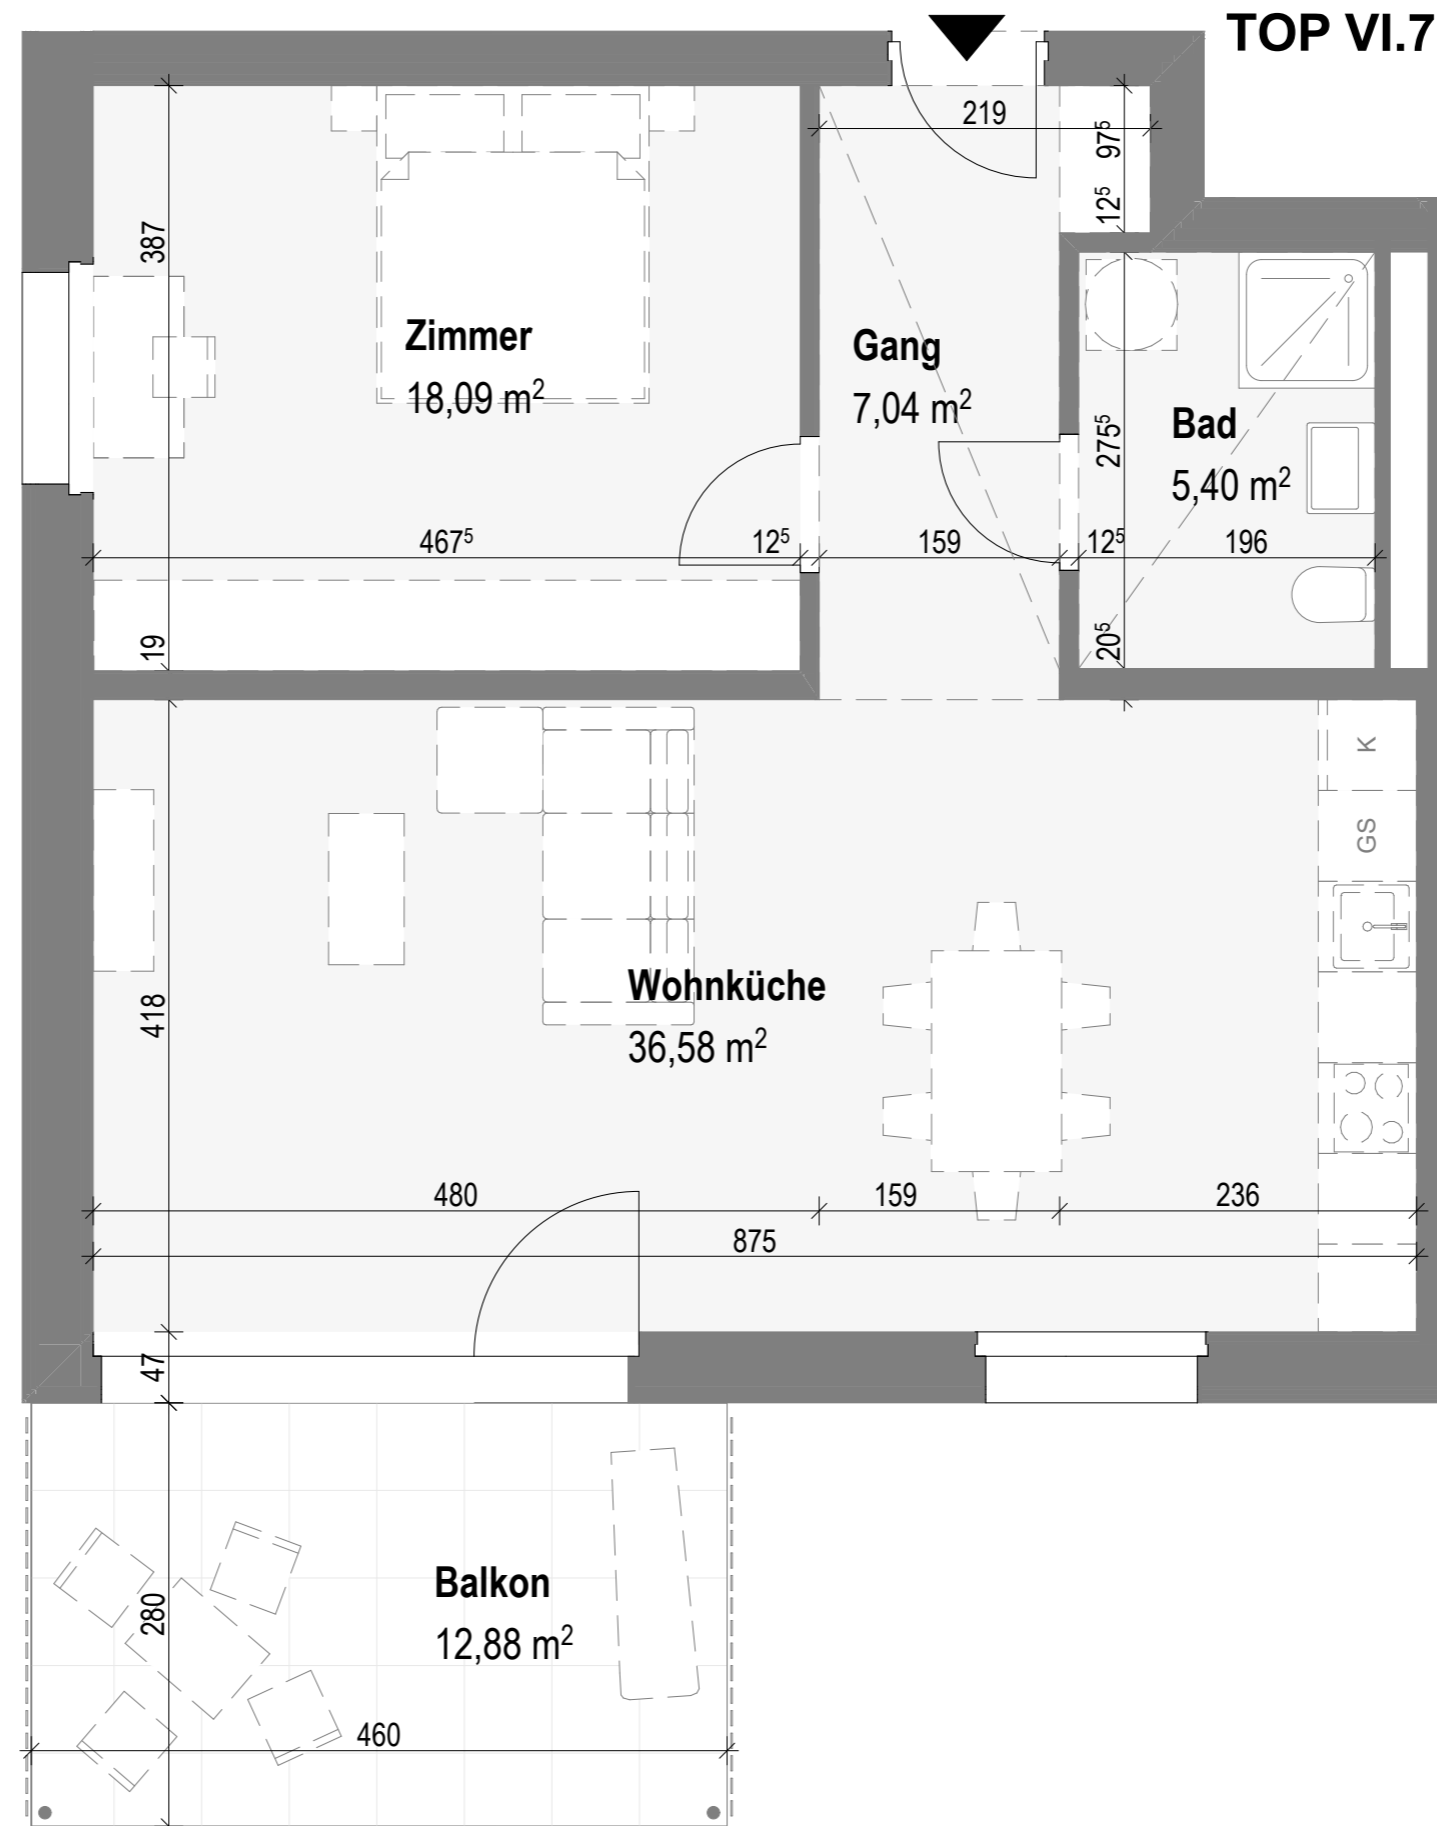 TOP VI.7
219
97⁵
12⁵
387
Zimmer
18,09 m²
Gang
7,04 m²
Bad
5,40 m²
275⁵
467⁵
12⁵
159
12⁵
196
19
20⁵
K
GS
418
Wohnküche
36,58 m²
480
159
236
875
47
280
Balkon
12,88 m²
460